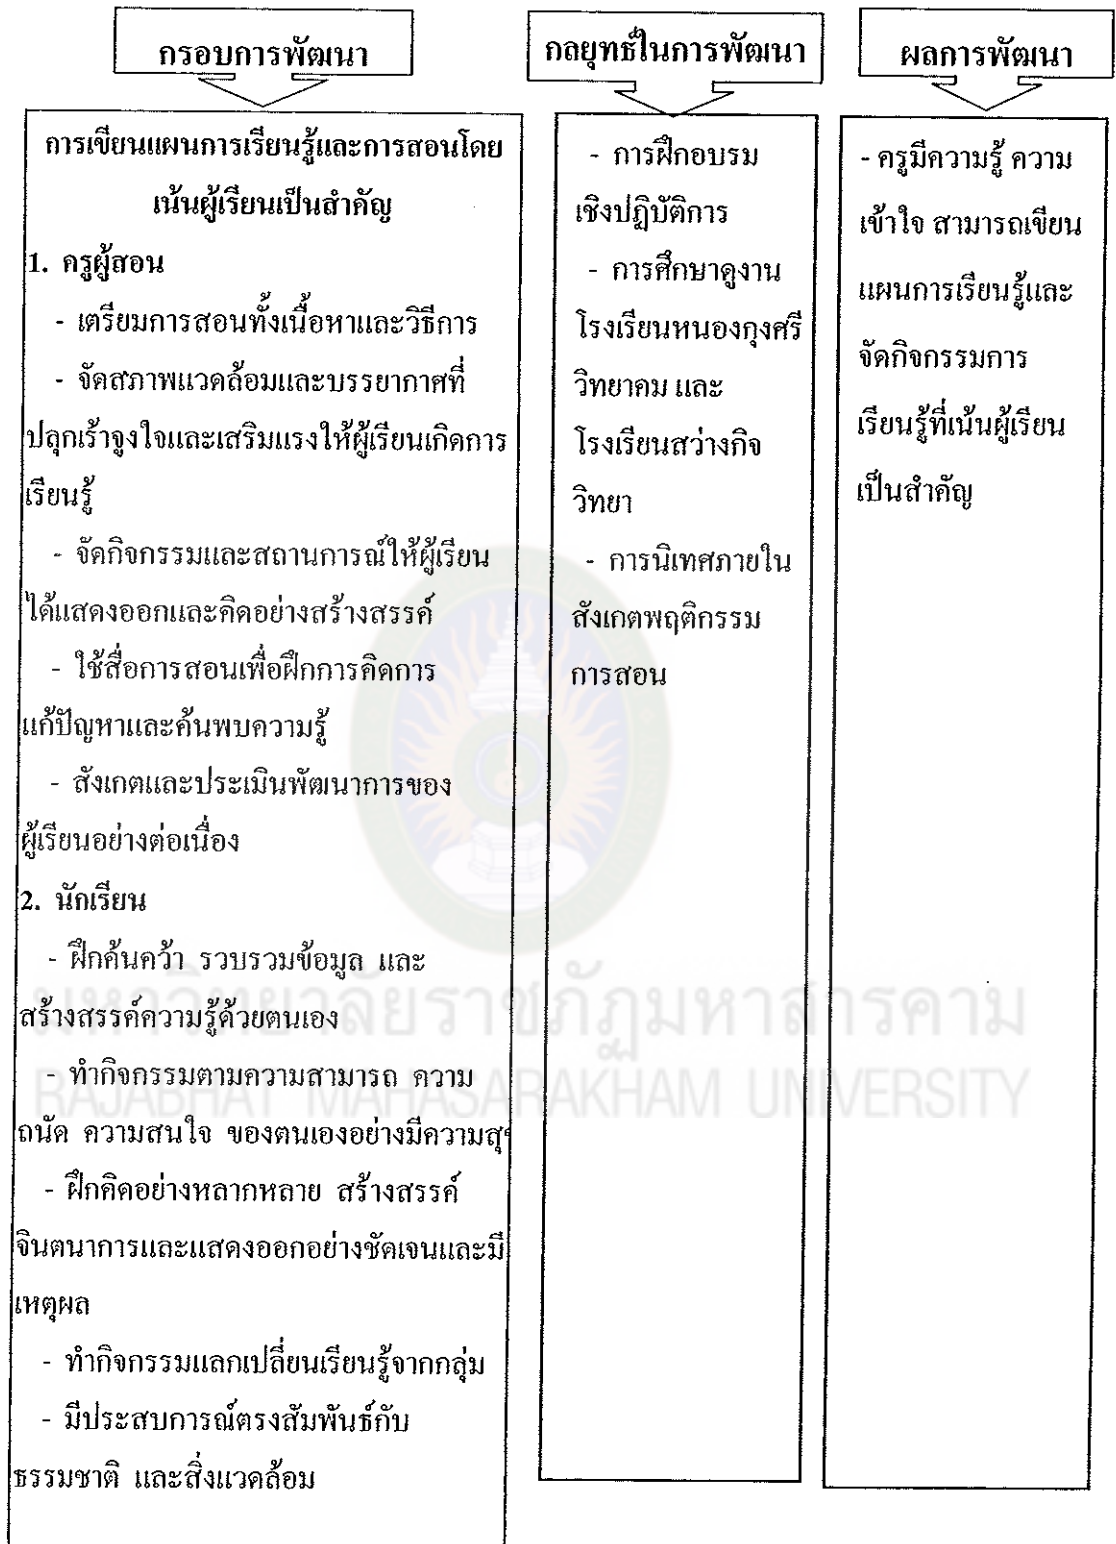 กรอบการพัฒนา
กลยุทธ์ในการพัฒนา
ผลการพัฒนา
การเขียนแผนการเรียนรู้และการสอนโดย
เน้นผู้เรียนเป็นสำคัญ
1. ครูผู้สอน
- เตรียมการสอนทั้งเนื้อหาและวิธีการ
- จัดสภาพแวดล้อมและบรรยากาศที่
ปลุกเร้าจูงใจและเสริมแรงให้ผู้เรียนเกิดการ
เรียนรู้
- จัดกิจกรรมและสถานการณ์ให้ผู้เรียน
ได้แสดงออกและคิดอย่างสร้างสรรค์
- ใช้สื่อการสอนเพื่อฝึกการคิดการ
แก้ปัญหาและค้นพบความรู้
- สังเกตและประเมินพัฒนาการของ
ผู้เรียนอย่างต่อเนื่อง
2. นักเรียน
- ฝึกค้นคว้า รวบรวมข้อมูล และ
สร้างสรรค์ความรู้ด้วยตนเอง
- ทำกิจกรรมตามความสามารถ ความ
ถนัด ความสนใจ ของตนเองอย่างมีความสุ
- ฝึกคิดอย่างหลากหลาย สร้างสรรค์
จินตนาการและแสดงออกอย่างชัดเจนและมี
เหตุผล
- ทำกิจกรรมแลกเปลี่ยนเรียนรู้จากกลุ่ม
- มีประสบการณ์ตรงสัมพันธ์กับ
ธรรมชาติ และสิ่งแวดล้อม
- การฝึกอบรม
เชิงปฏิบัติการ
- การศึกษาดูงาน
โรงเรียนหนองกุงศรี
วิทยาคม และ
โรงเรียนสว่างกิจ
วิทยา
- การนิเทศภายใน
สังเกตพฤติกรรม
การสอน
- ครูมีความรู้ ความ
เข้าใจ สามารถเขียน
แผนการเรียนรู้และ
จัดกิจกรรมการ
เรียนรู้ที่เน้นผู้เรียน
เป็นสำคัญ
มหาวิทยาลัยราชภัฏมหาสารคาม
RAJABHAT MAHASARAKHAM UNIVERSITY